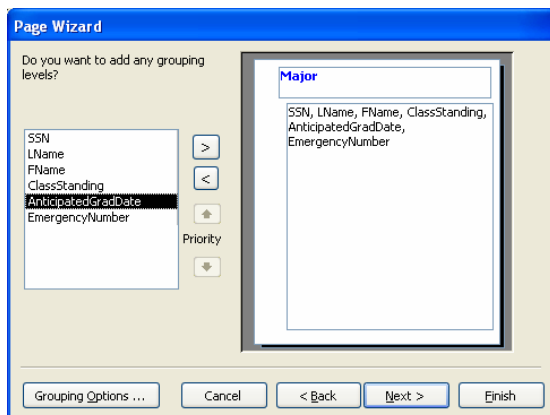 Page Wizard
Do you want to add any grouping
levels?
SSN
LName
FName
ClassStanding
AnticipatedGradDate
EmergencyNumber
>
<
Priority
Major
SSN, LName, FName, ClassStanding,
AnticipatedGradDate,
EmergencyNumber
Grouping Options ...
Cancel
< Back
Next >
Finish